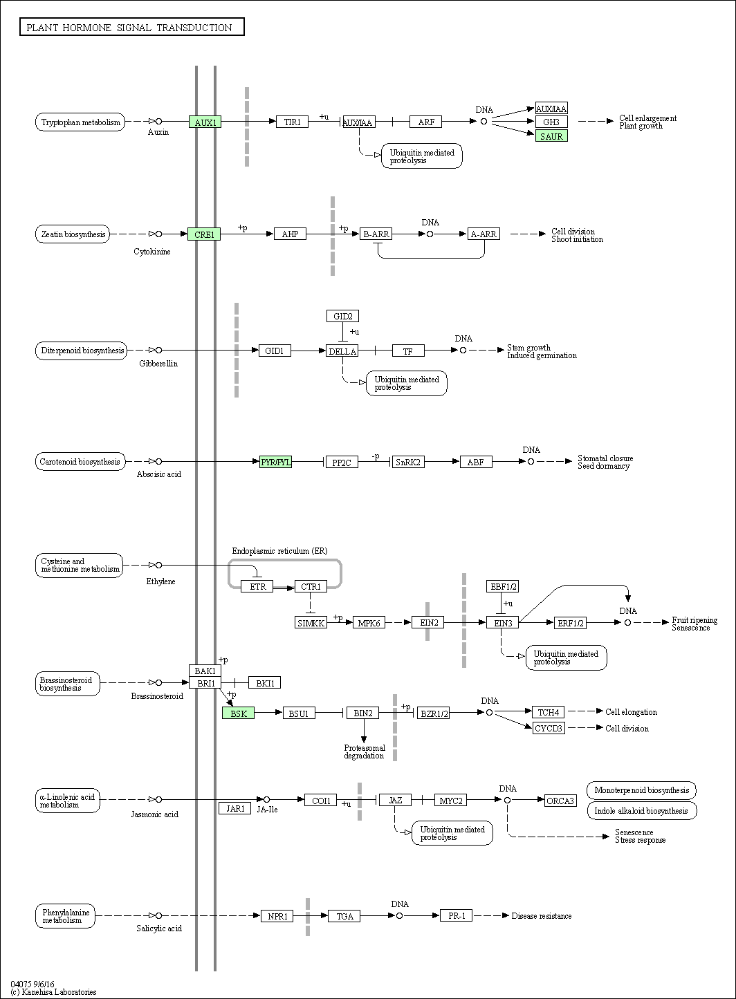 PLANT HORMONE SIGNAL TRANSDUCTION
Tryptophan metabolism
Auxin
AUX1
TIR1
+u
AUX/IAA
ARF
DNA
AUX/IAA
GH3
SAUR
Cell enlargement
Plant growth
Ubiquitin mediated
proteolysis
Zeatin biosynthesis
Cytokinine
CRE1
+p
AHP
+p
B-ARR
DNA
A-ARR
Cell division
Shoot initiation
GID2
+u
Diterpenoid biosynthesis
Gibberellin
GID1
DELLA
TF
DNA
Stem growth
Induced germination
Ubiquitin mediated
proteolysis
Carotenoid biosynthesis
Abscisic acid
PYR/PYL
PP2C
-p
SnRK2
ABF
DNA
Stomatal closure
Seed dormancy
Endoplasmic reticulum (ER)
Cysteine and
methionine metabolism
Ethylene
ETR
CTR1
EBF1/2
+u
SIMKK
+p
MPK6
EIN2
EIN3
ERF1/2
DNA
Fruit ripening
Senescence
Ubiquitin mediated
proteolysis
Brassinosteroid
biosynthesis
Brassinosteroid
BAK1
+p
BRI1
BKI1
+p
BSK
BSU1
BIN2
+p
BZR1/2
DNA
TCH4
Cell elongation
CYCD3
Cell division
Proteasomal
degradation
α-Linolenic acid
metabolism
Jasmonic acid
JAR1
JA-Ile
COI1
+u
JAZ
MYC2
DNA
ORCA3
Monoterpenoid biosynthesis
Indole alkaloid biosynthesis
Ubiquitin mediated
proteolysis
Senescence
Stress response
Phenylalanine
metabolism
Salicylic acid
NPR1
TGA
DNA
PR-1
Disease resistance
04075 9/6/16
(c) Kanehisa Laboratories